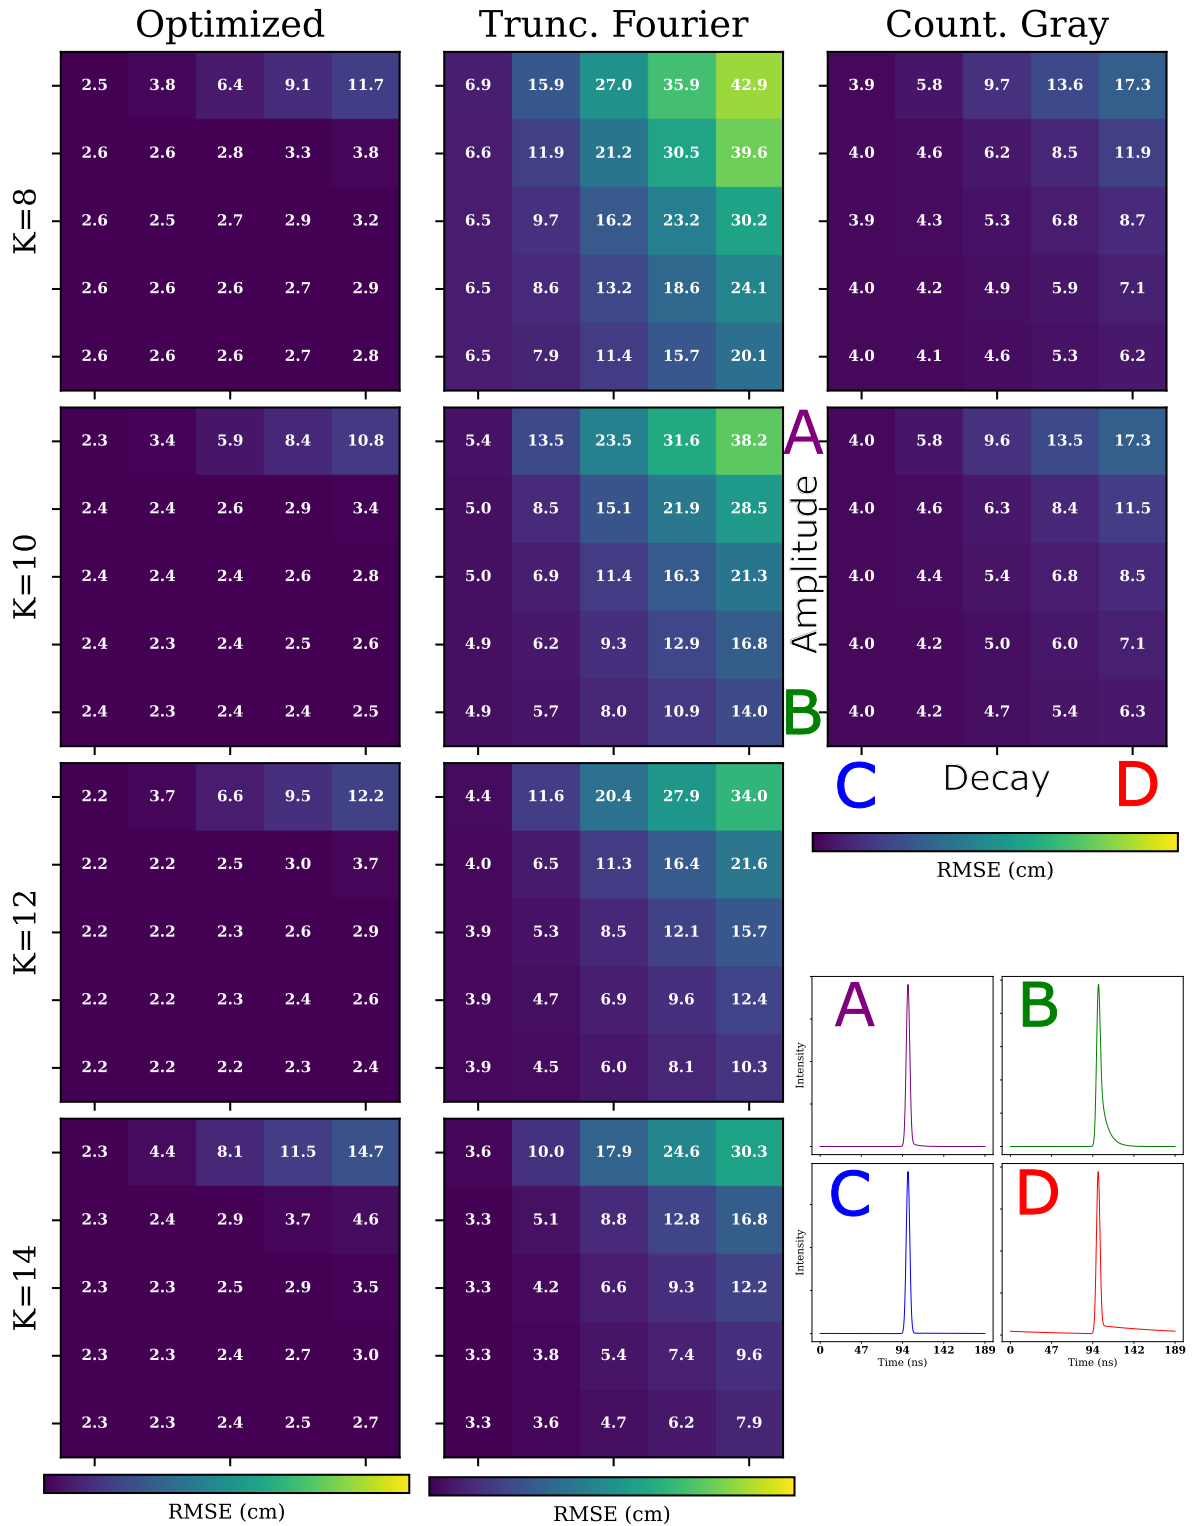 Optimized Trunc. Fourier Count. Gray
K=8
2.5 3.8 6.4 9.1 11.7
2.6 2.6 2.8 3.3 3.8
2.6 2.5 2.7 2.9 3.2
2.6 2.6 2.6 2.7 2.9
2.6 2.6 2.6 2.7 2.8
6.9 15.9 27.0 35.9 42.9
6.6 11.9 21.2 30.5 39.6
6.5 9.7 16.2 23.2 30.2
6.5 8.6 13.2 18.6 24.1
6.5 7.9 11.4 15.7 20.1
3.9 5.8 9.7 13.6 17.3
4.0 4.6 6.2 8.5 11.9
3.9 4.3 5.3 6.8 8.7
4.0 4.2 4.9 5.9 7.1
4.0 4.1 4.6 5.3 6.2
K=10
2.3 3.4 5.9 8.4 10.8
2.4 2.4 2.6 2.9 3.4
2.4 2.4 2.4 2.6 2.8
2.4 2.3 2.4 2.5 2.6
2.4 2.3 2.4 2.4 2.5
5.4 13.5 23.5 31.6 38.2
5.0 8.5 15.1 21.9 28.5
5.0 6.9 11.4 16.3 21.3
4.9 6.2 9.3 12.9 16.8
4.9 5.7 8.0 10.9 14.0
A
Amplitude
B
4.0 5.8 9.6 13.5 17.3
4.0 4.6 6.3 8.4 11.5
4.0 4.4 5.4 6.8 8.5
4.0 4.2 5.0 6.0 7.1
4.0 4.2 4.7 5.4 6.3
C Decay D
RMSE (cm)
K=12
2.2 3.7 6.6 9.5 12.2
2.2 2.2 2.5 3.0 3.7
2.2 2.2 2.3 2.6 2.9
2.2 2.2 2.3 2.4 2.6
2.2 2.2 2.2 2.3 2.4
4.4 11.6 20.4 27.9 34.0
4.0 6.5 11.3 16.4 21.6
3.9 5.3 8.5 12.1 15.7
3.9 4.7 6.9 9.6 12.4
3.9 4.5 6.0 8.1 10.3
K=14
2.3 4.4 8.1 11.5 14.7
2.3 2.4 2.9 3.7 4.6
2.3 2.3 2.5 2.9 3.5
2.3 2.3 2.4 2.7 3.0
2.3 2.3 2.4 2.5 2.7
3.6 10.0 17.9 24.6 30.3
3.3 5.1 8.8 12.8 16.8
3.3 4.2 6.6 9.3 12.2
3.3 3.8 5.4 7.4 9.6
3.3 3.6 4.7 6.2 7.9
RMSE (cm)
RMSE (cm)
A
Intensity
B
C
Intensity
0 47 94 142 189
Time (ns)
D
0 47 94 142 189
Time (ns)